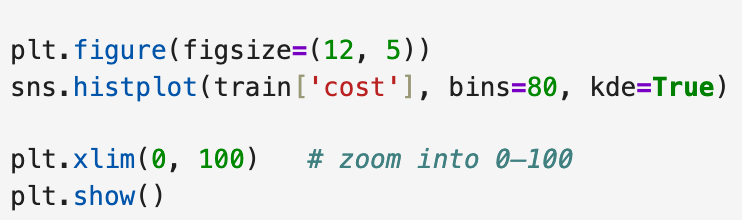 plt.figure(figsize=(12, 5))
sns.histplot(train['cost'], bins=80, kde=True)
plt.xlim(0, 100)   # zoom into 0–100
plt.show()